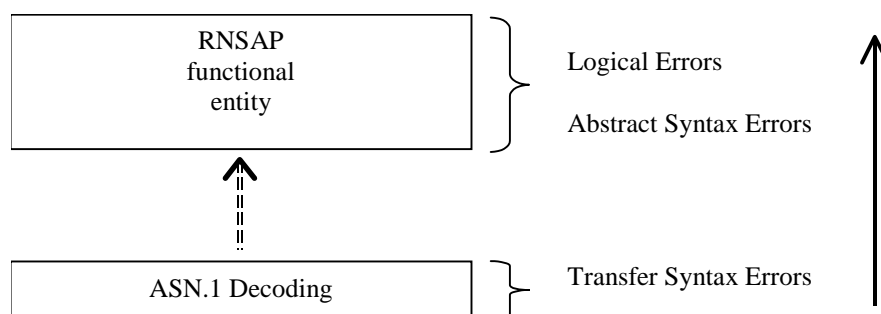 RNSAP
functional
entity
Logical Errors
Abstract Syntax Errors
ASN.1 Decoding
Transfer Syntax Errors